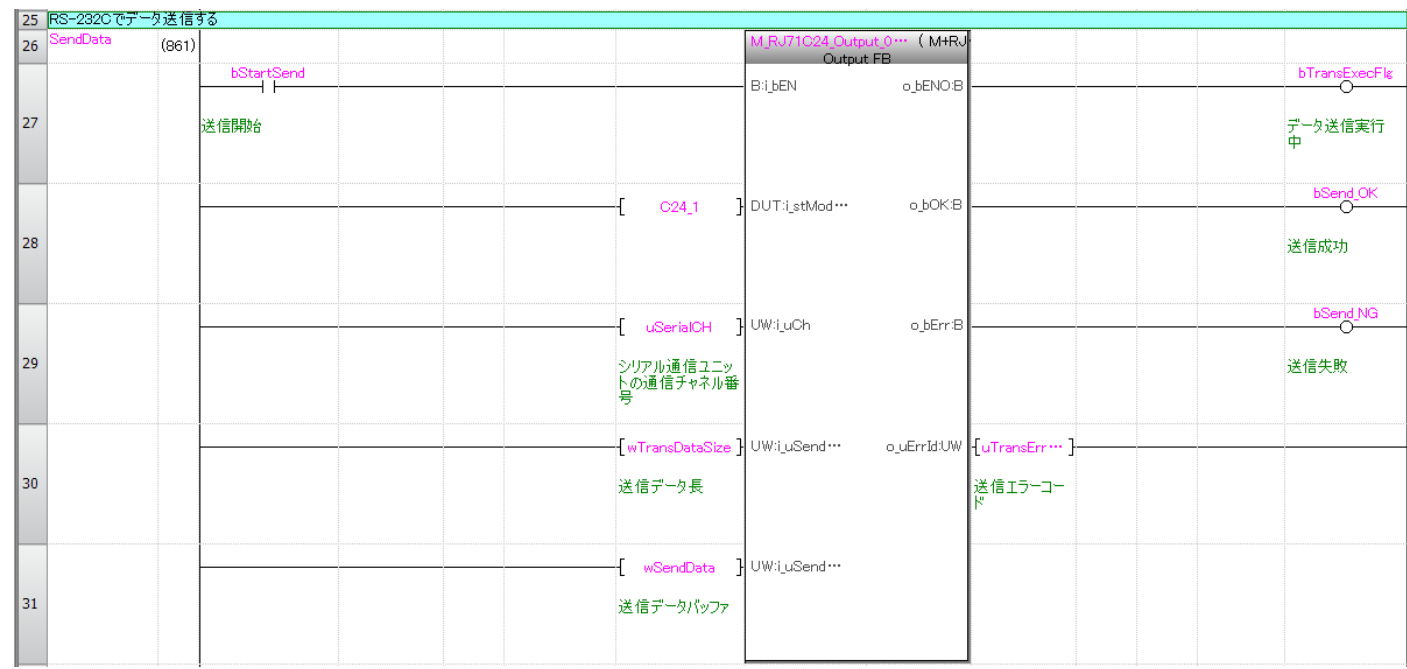 25 RS-232Cでデータ送信する
26 SendData (861) M_RJ71C24_Output_0… ( M+RJ
Output FB
bStartSend bTransExecFlg
B:i_bEN o_bENO:B
27 送信開始 データ送信実行
中
bSend_OK
C24_1 DUT:i_stMod… o_bOK:B
28 送信成功
bSend_NG
uSerialCH UW:i_uCh o_bErr:B
29 シリアル通信ユニッ 送信失敗
トの通信チャネル番
号
wTransDataSize UW:i_uSend… o_uErrId:UW uTransErr…
30 送信データ長 送信エラーコー
ド
wSendData UW:i_uSend…
31 送信データバッファ